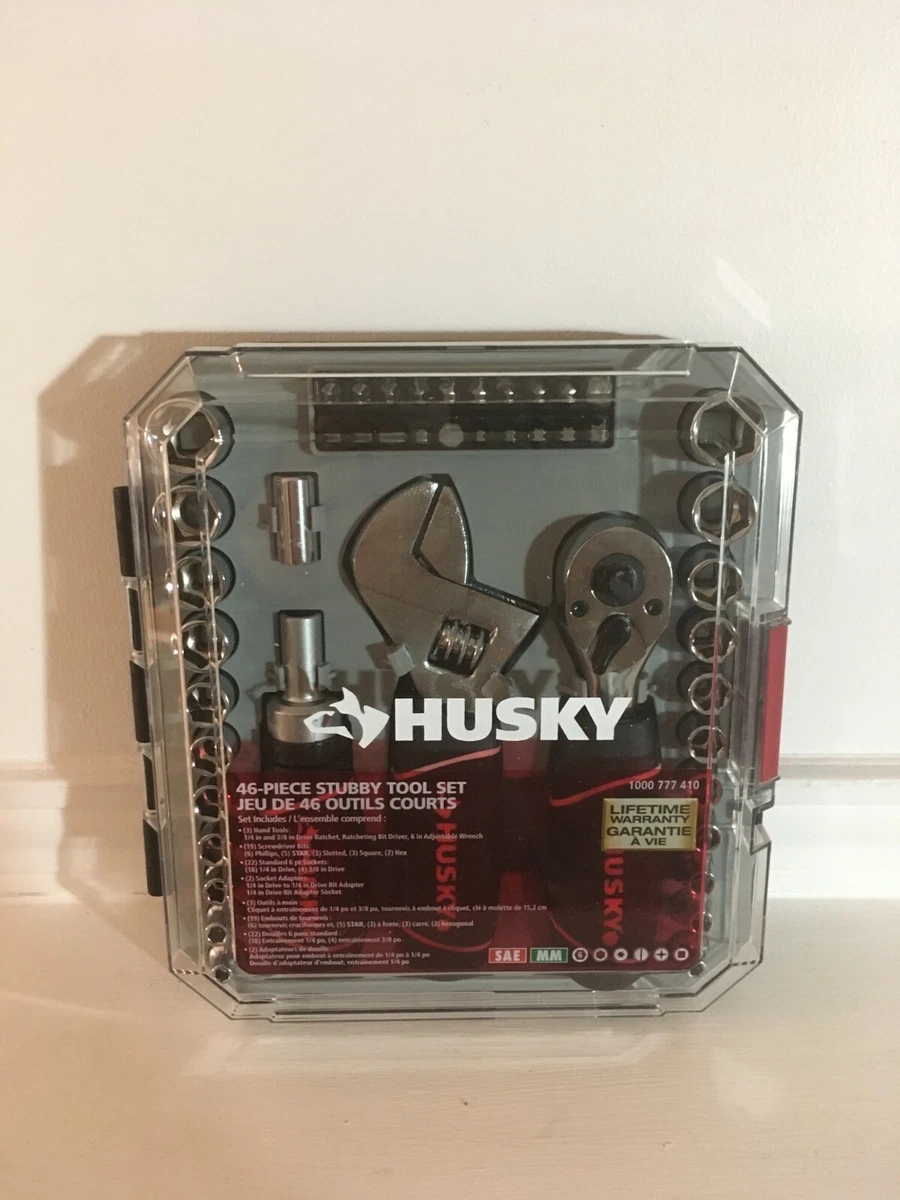 HUSKY
46-PIECE STUBBY TOOL SET
JEU DE 46 OUTILS COURTS
1000 777 410
Set Includes / L'ensemble comprend :
• (3) Hand Tools:
1/4 in and 3/8 in Drive Ratchet, Ratcheting Bit Driver, 6 in Adjustable Wrench
• (19) Screwdriver Bits:
(6) Phillips, (5) STAR, (3) Slotted, (3) Square, (2) Hex
• (22) Standard 6 pt Sockets:
(18) 1/4 in Drive, (4) 3/8 in Drive
• (2) Socket Adapters:
1/4 in Drive to 1/4 in Drive Bit Adapter
1/4 in Drive Bit Adapter Socket
• (3) Outils à main :
Cliquet à entraînement de 1/4 po et 3/8 po, tournevis à embout à cliquet, clé à molette de 15,2 cm
• (19) Embouts de tournevis :
(6) tournevis cruciformes et, (5) STAR, (3) à fente, (3) carré, (2) hexagonal
• (22) Douilles 6 pans standard :
(18) Entraînement 1/4 po, (4) entraînement 3/8 po
• (2) Adaptateurs de douille
Adaptateur pour embout à entraînement de 1/4 po à 1/4 po
Douille d'adaptateur d'embout, entraînement 1/4 po
LIFETIME
WARRANTY
GARANTIE
À VIE
HUSKY
HUSKY
SAE MM 6